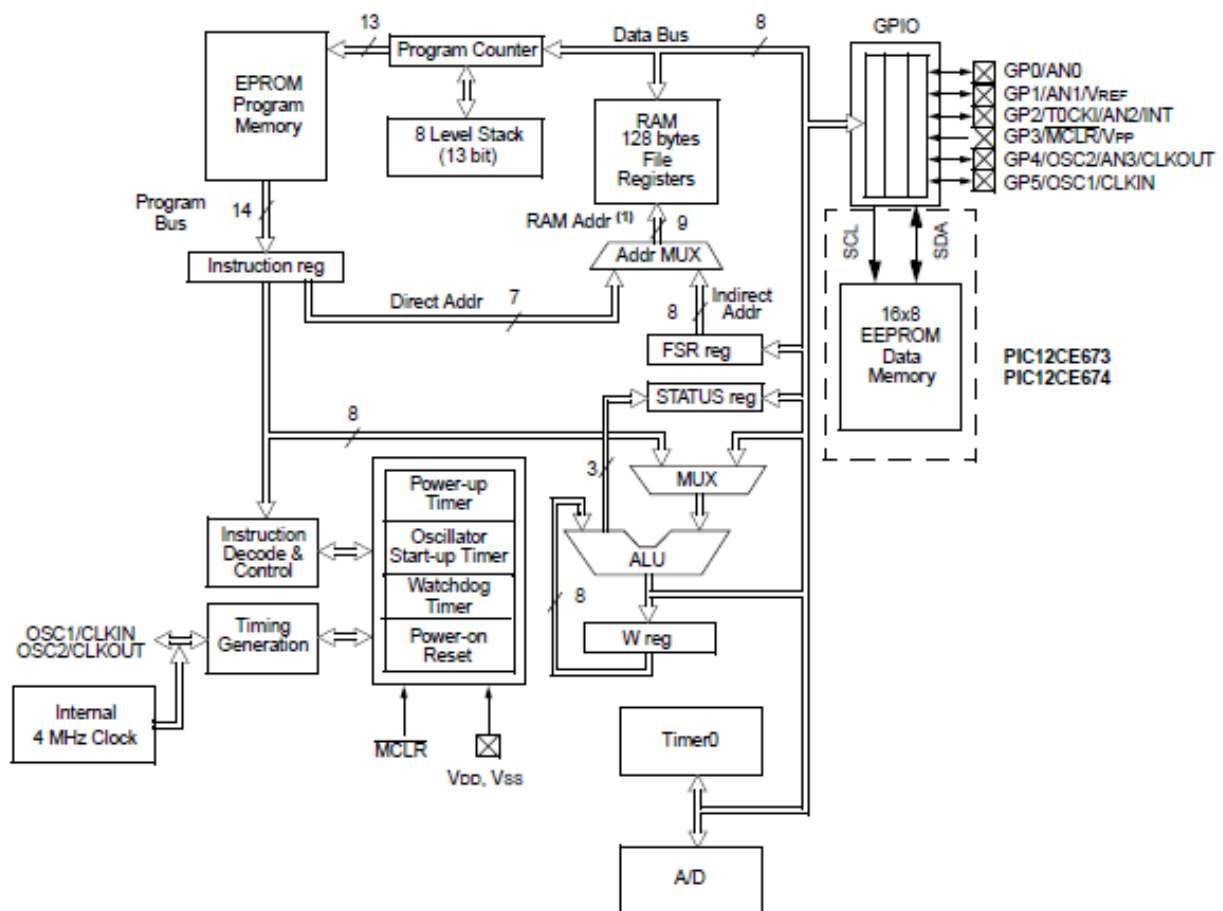 13
Data Bus
8
GPIO
EPROM
Program
Memory
Program Counter
8 Level Stack
(13 bit)
RAM
128 bytes
File
Registers
GP0/AN0
GP1/AN1/VREF
GP2/T0CKI/AN2/INT
GP3/MCLR/VPP
GP4/OSC2/AN3/CLKOUT
GP5/OSC1/CLKIN
Program
Bus
14
RAM Addr (1)
9
SCL
SDA
Instruction reg
Addr MUX
Direct Addr
7
8
Indirect
Addr
16x8
EEPROM
Data
Memory
PIC12CE673
PIC12CE674
FSR reg
STATUS reg
8
3
MUX
Power-up
Timer
Instruction
Decode &
Control
Oscillator
Start-up Timer
ALU
Watchdog
Timer
8
OSC1/CLKIN
OSC2/CLKOUT
Timing
Generation
Power-on
Reset
W reg
Internal
4 MHz Clock
MCLR
VDD, VSS
Timer0
A/D